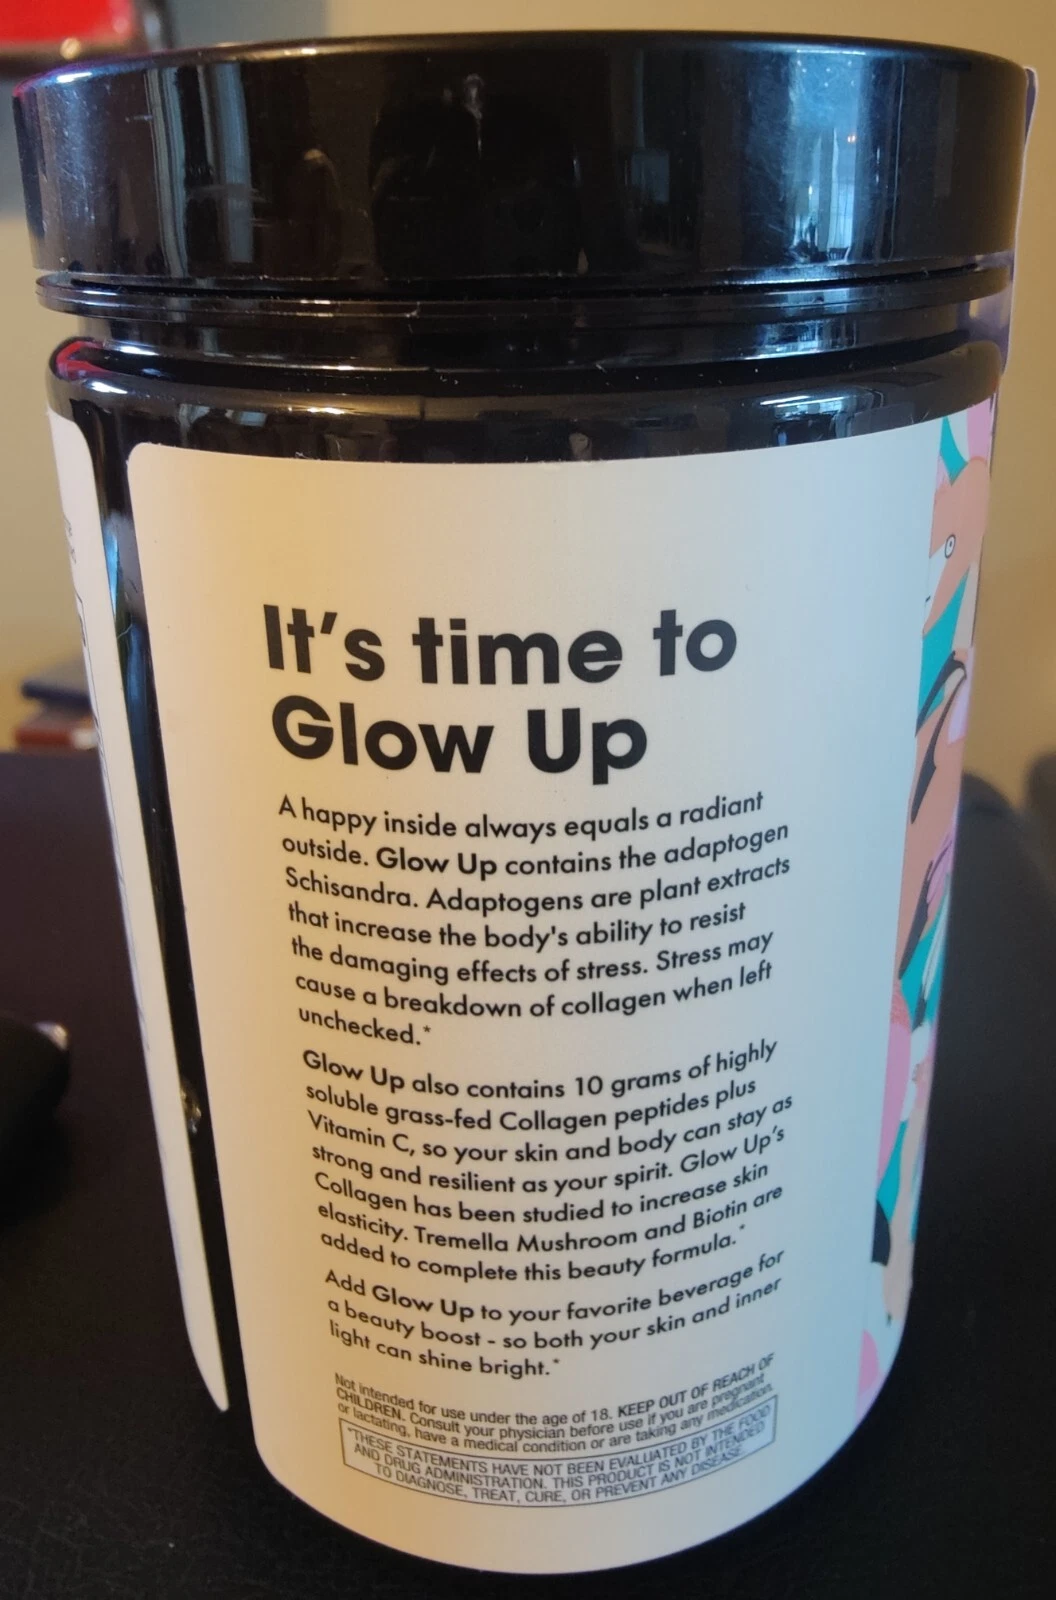 It's time to
Glow Up
A happy inside always equals a radiant
outside. Glow Up contains the adaptogen
Schisandra. Adaptogens are plant extracts
that increase the body's ability to resist
the damaging effects of stress. Stress may
cause a breakdown of collagen when left
unchecked.*
Glow Up also contains 10 grams of highly
soluble grass-fed Collagen peptides plus
Vitamin C, so your skin and body can stay as
strong and resilient as your spirit. Glow Up's
Collagen has been studied to increase skin
elasticity. Tremella Mushroom and Biotin are
added to complete this beauty formula.*
Add Glow Up to your favorite beverage for
a beauty boost - so both your skin and inner
light can shine bright.*
Not intended for use under the age of 18. KEEP OUT OF REACH OF
CHILDREN. Consult your physician before use if you are pregnant
or lactating, have a medical condition or are taking any medication.
*THESE STATEMENTS HAVE NOT BEEN EVALUATED BY THE FOOD
AND DRUG ADMINISTRATION. THIS PRODUCT IS NOT INTENDED
TO DIAGNOSE, TREAT, CURE, OR PREVENT ANY DISEASE.